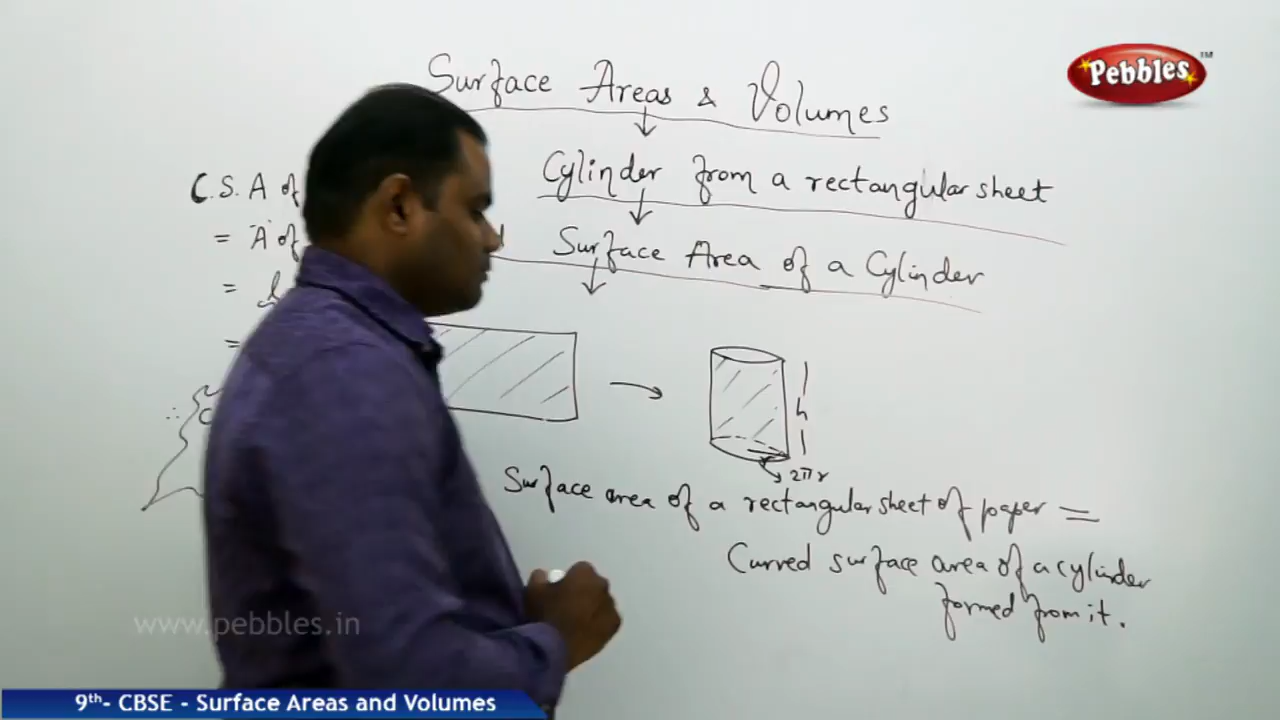 Pebbles™
Surface Areas & Volumes
Cylinder from a rectangular sheet
Surface Area of a Cylinder
C.S.A of
= A of
=
=
∴
h
2πr
Surface area of a rectangular sheet of paper =
Curved surface area of a cylinder
formed from it.
www.pebbles.in
9th- CBSE - Surface Areas and Volumes